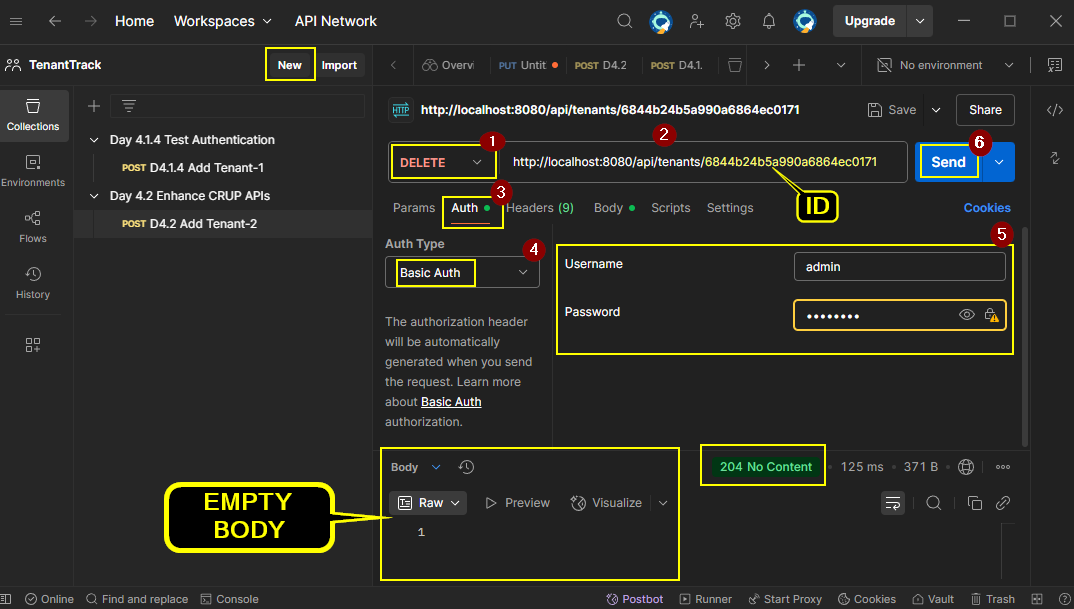 Home Workspaces API Network Upgrade
TenantTrack New Import Overvi PUT Untit POST D4.2 POST D4.1. No environment
Collections
Environments
Flows
History
Day 4.1.4 Test Authentication
POST D4.1.4 Add Tenant-1
Day 4.2 Enhance CRUP APIs
POST D4.2 Add Tenant-2
HTTP http://localhost:8080/api/tenants/6844b24b5a990a6864ec0171 Save Share
1 2 6
DELETE http://localhost:8080/api/tenants/6844b24b5a990a6864ec0171 Send
ID
3
Params Auth Headers (9) Body Scripts Settings Cookies
Auth Type 4
Basic Auth
The authorization header
will be automatically
generated when you send
the request. Learn more
about Basic Auth
authorization.
5
Username admin
Password ••••••••
Body 204 No Content 125 ms 371 B
Raw Preview Visualize
1
EMPTY
BODY
Online Find and replace Console Postbot Runner Start Proxy Cookies Vault Trash